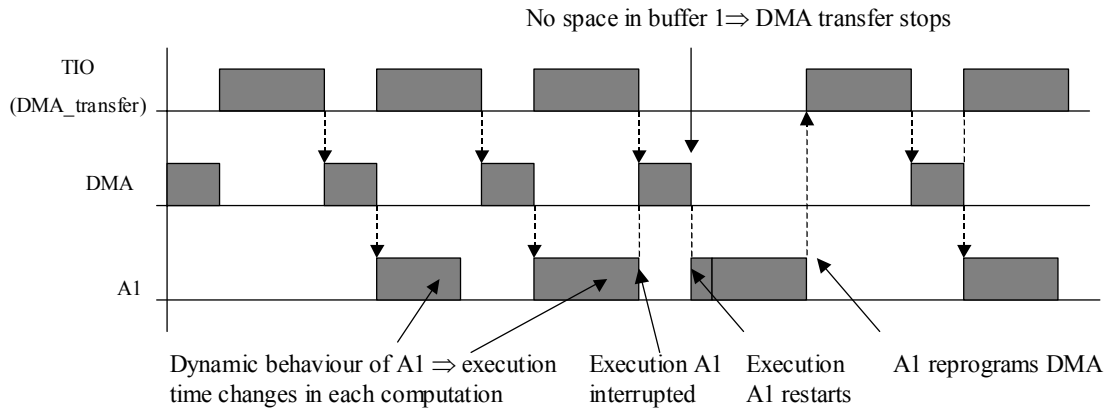 No space in buffer 1⇒ DMA transfer stops
TIO
(DMA_transfer)
DMA
A1
Dynamic behaviour of A1 ⇒ execution
time changes in each computation
Execution A1
interrupted
Execution
A1 restarts
A1 reprograms DMA